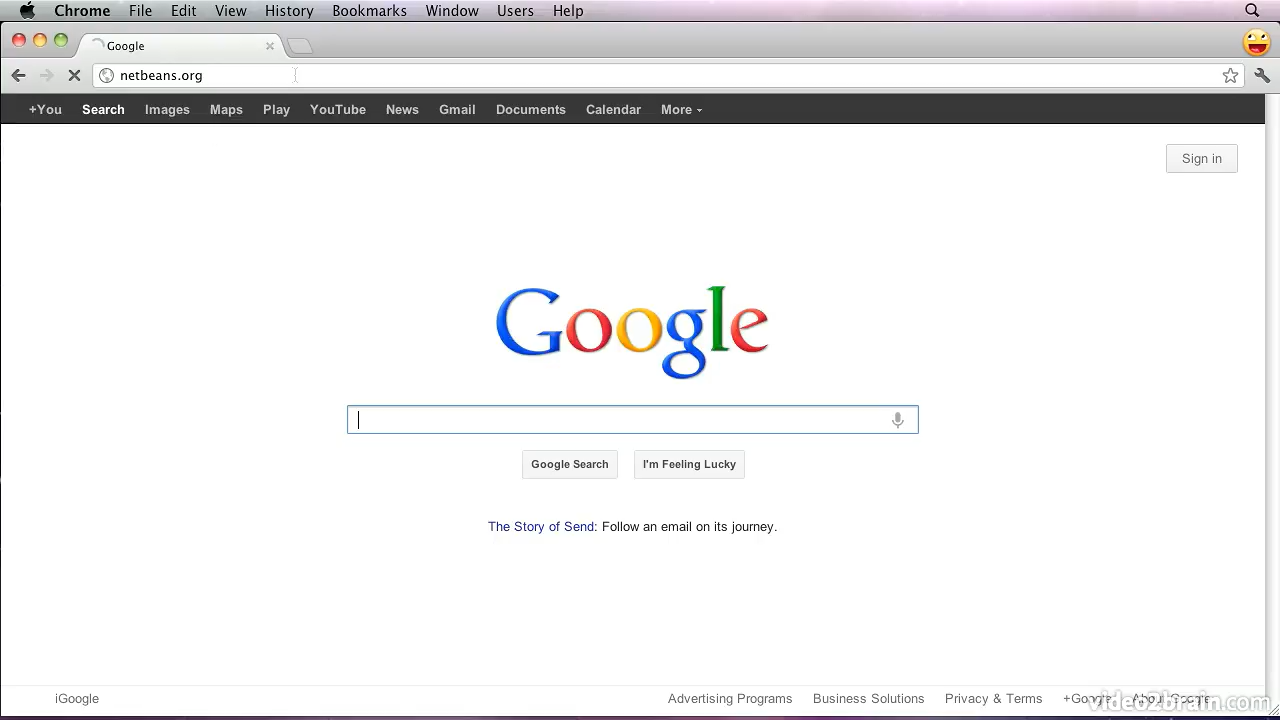 Chrome File Edit View History Bookmarks Window Users Help
Google
netbeans.org
+You Search Images Maps Play YouTube News Gmail Documents Calendar More
Sign in
Google
Google Search I'm Feeling Lucky
The Story of Send: Follow an email on its journey.
iGoogle Advertising Programs Business Solutions Privacy & Terms +Google About Google
video2brain.com